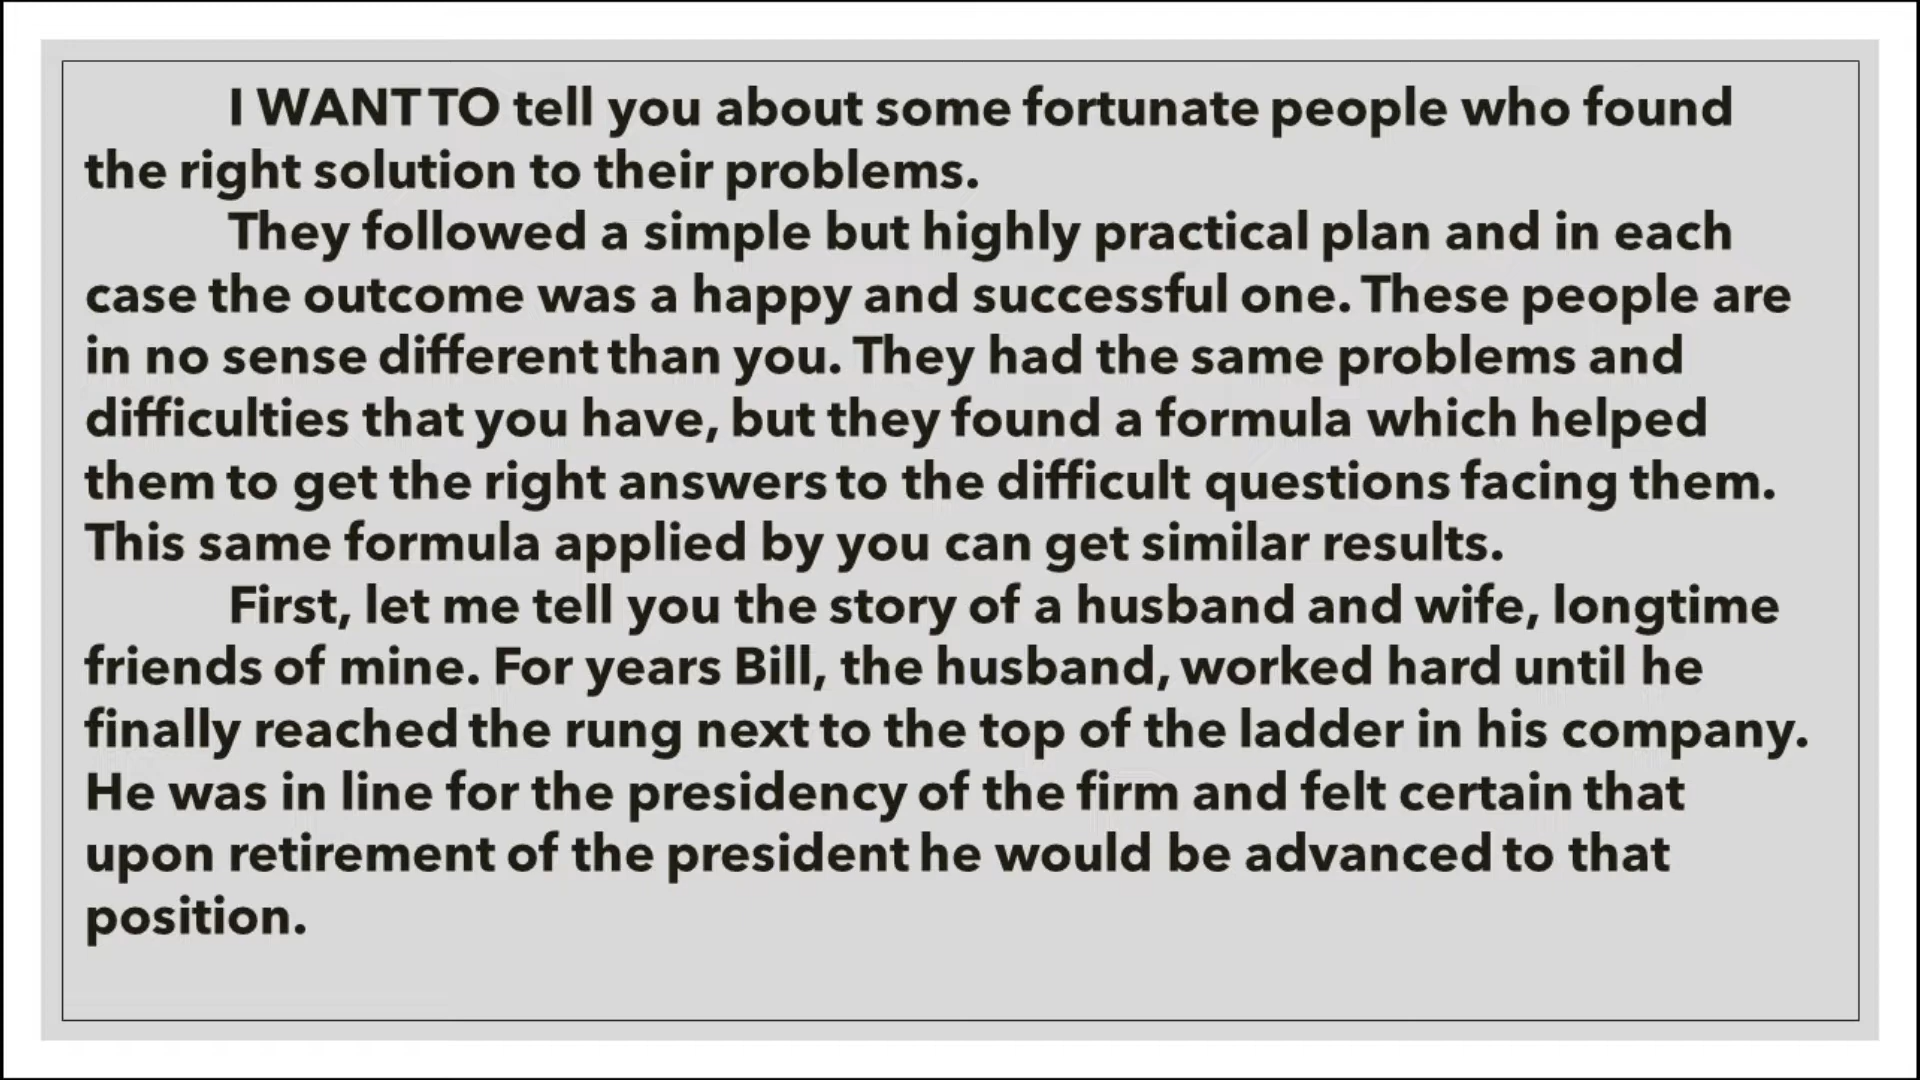 I WANT TO tell you about some fortunate people who found
the right solution to their problems.
They followed a simple but highly practical plan and in each
case the outcome was a happy and successful one. These people are
in no sense different than you. They had the same problems and
difficulties that you have, but they found a formula which helped
them to get the right answers to the difficult questions facing them.
This same formula applied by you can get similar results.
First, let me tell you the story of a husband and wife, longtime
friends of mine. For years Bill, the husband, worked hard until he
finally reached the rung next to the top of the ladder in his company.
He was in line for the presidency of the firm and felt certain that
upon retirement of the president he would be advanced to that
position.